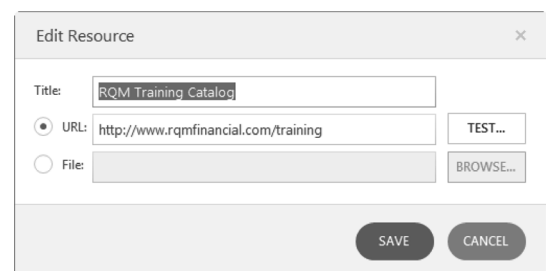 Edit Resource
Title: RQM Training Catalog
URL: http://www.rqmfinancial.com/training TEST...
File: BROWSE...
SAVE CANCEL